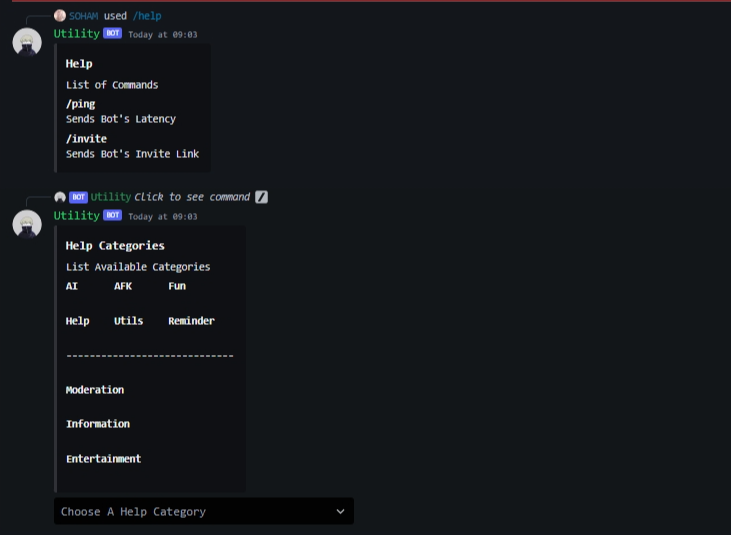 SOHAM used /help
Utility BOT Today at 09:03
Help
List of Commands
/ping
Sends Bot's Latency
/invite
Sends Bot's Invite Link
BOT Utility Click to see command /
Utility BOT Today at 09:03
Help Categories
List Available Categories
AI AFK Fun
Help Utils Reminder
-----------------------------
Moderation
Information
Entertainment
Choose A Help Category